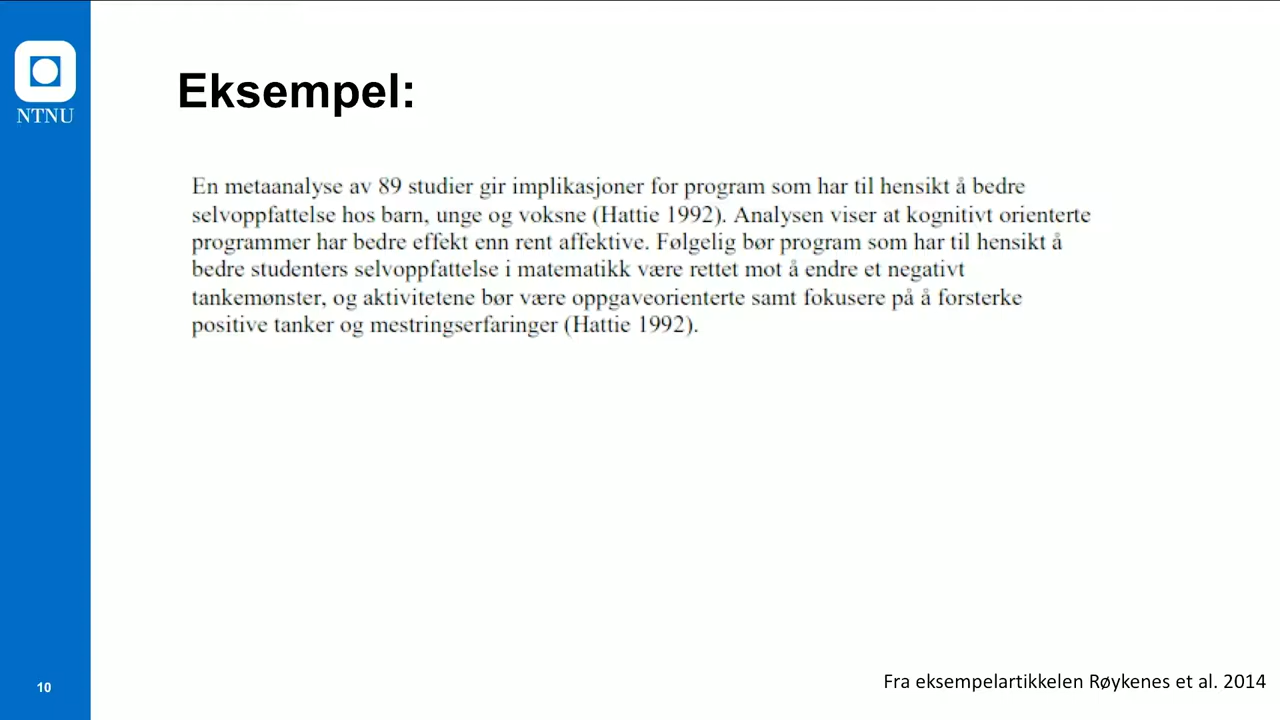 NTNU
Eksempel:
En metaanalyse av 89 studier gir implikasjoner for program som har til hensikt å bedre
selvoppfattelse hos barn, unge og voksne (Hattie 1992). Analysen viser at kognitivt orienterte
programmer har bedre effekt enn rent affektive. Følgelig bør program som har til hensikt å
bedre studenters selvoppfattelse i matematikk være rettet mot å endre et negativt
tankemønster, og aktivitetene bør være oppgaveorienterte samt fokusere på å forsterke
positive tanker og mestringserfaringer (Hattie 1992).
10
Fra eksempelartikkelen Røykenes et al. 2014